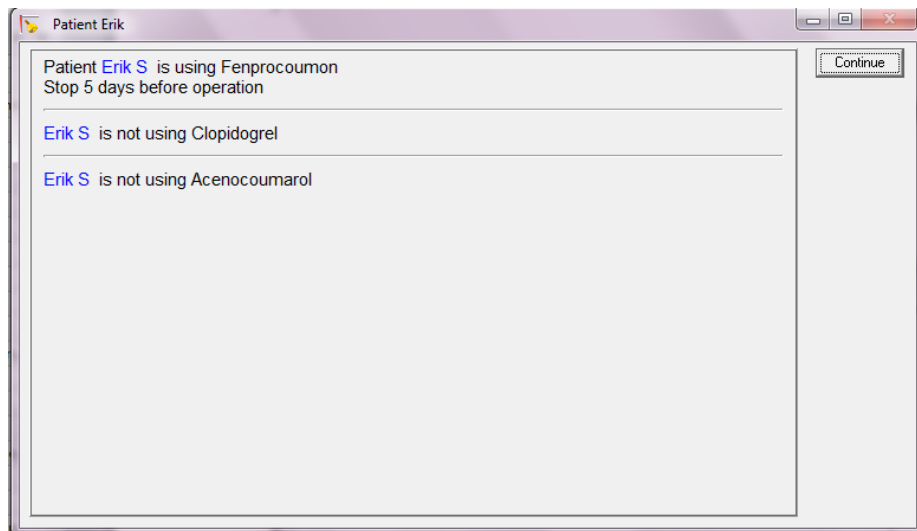 Patient Erik
Patient Erik S is using Fenprocoumon
Stop 5 days before operation
Erik S is not using Clopidogrel
Erik S is not using Acenocoumarol
Continue